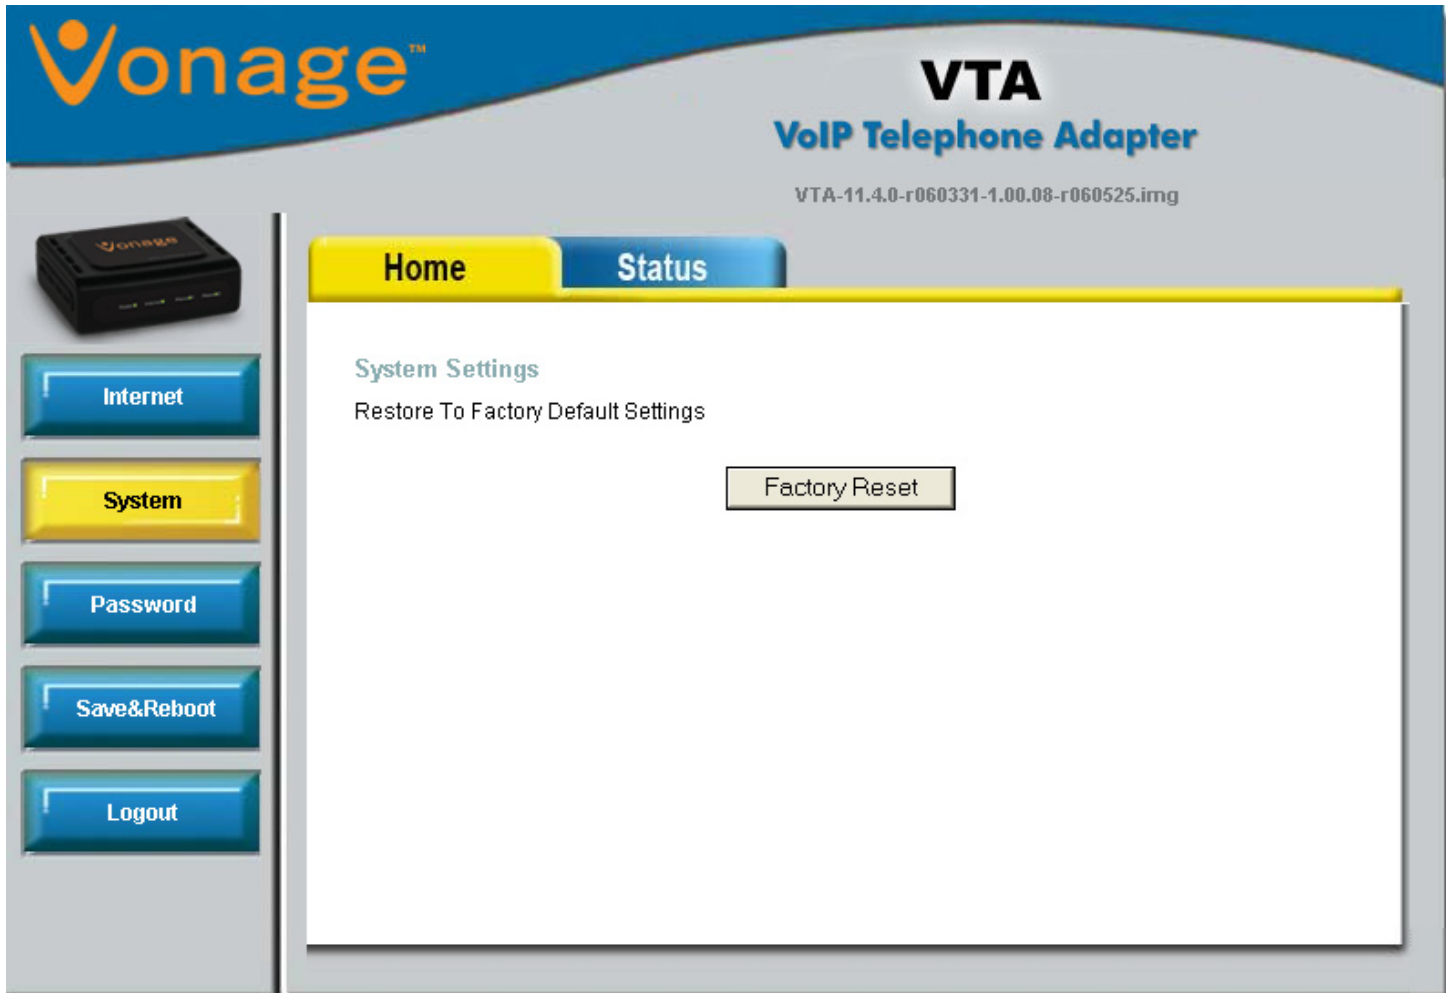 Vonage™
VTA
VoIP Telephone Adapter
VTA-11.4.0-r060331-1.00.08-r060525.img
Vonage
Home
Status
Internet
System
Password
Save&Reboot
Logout
System Settings
Restore To Factory Default Settings
Factory Reset